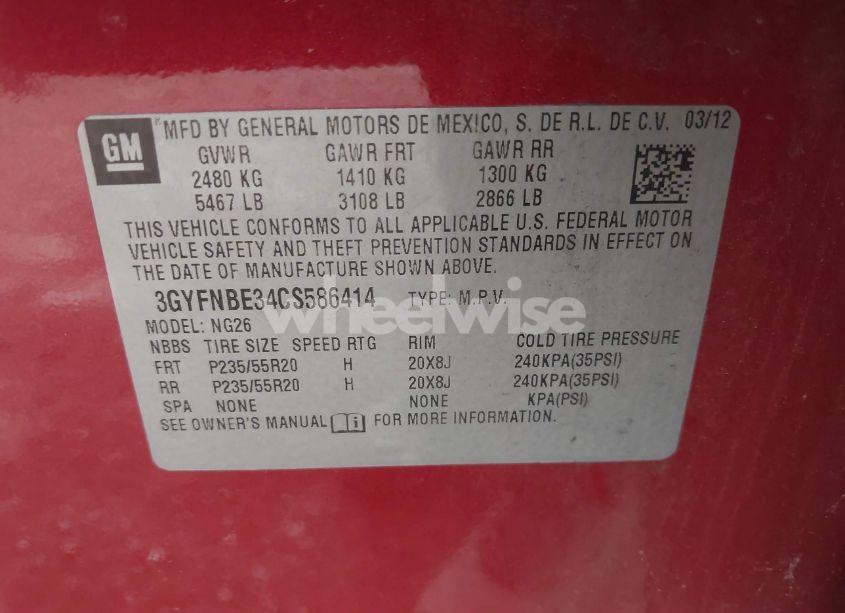 GM
MFD BY GENERAL MOTORS DE MEXICO, S. DE R.L. DE C.V. 03/12
GVWR GAWR FRT GAWR RR
2480 KG 1410 KG 1300 KG
5467 LB 3108 LB 2866 LB
THIS VEHICLE CONFORMS TO ALL APPLICABLE U.S. FEDERAL MOTOR
VEHICLE SAFETY AND THEFT PREVENTION STANDARDS IN EFFECT ON
THE DATE OF MANUFACTURE SHOWN ABOVE.
3GYFNBE34CS586414 TYPE: M.P.V.
wheelwise
MODEL: NG26
NBBS TIRE SIZE SPEED RTG RIM COLD TIRE PRESSURE
FRT P235/55R20 H 20X8J 240KPA(35PSI)
RR P235/55R20 H 20X8J 240KPA(35PSI)
SPA NONE NONE KPA(PSI)
SEE OWNER'S MANUAL FOR MORE INFORMATION.